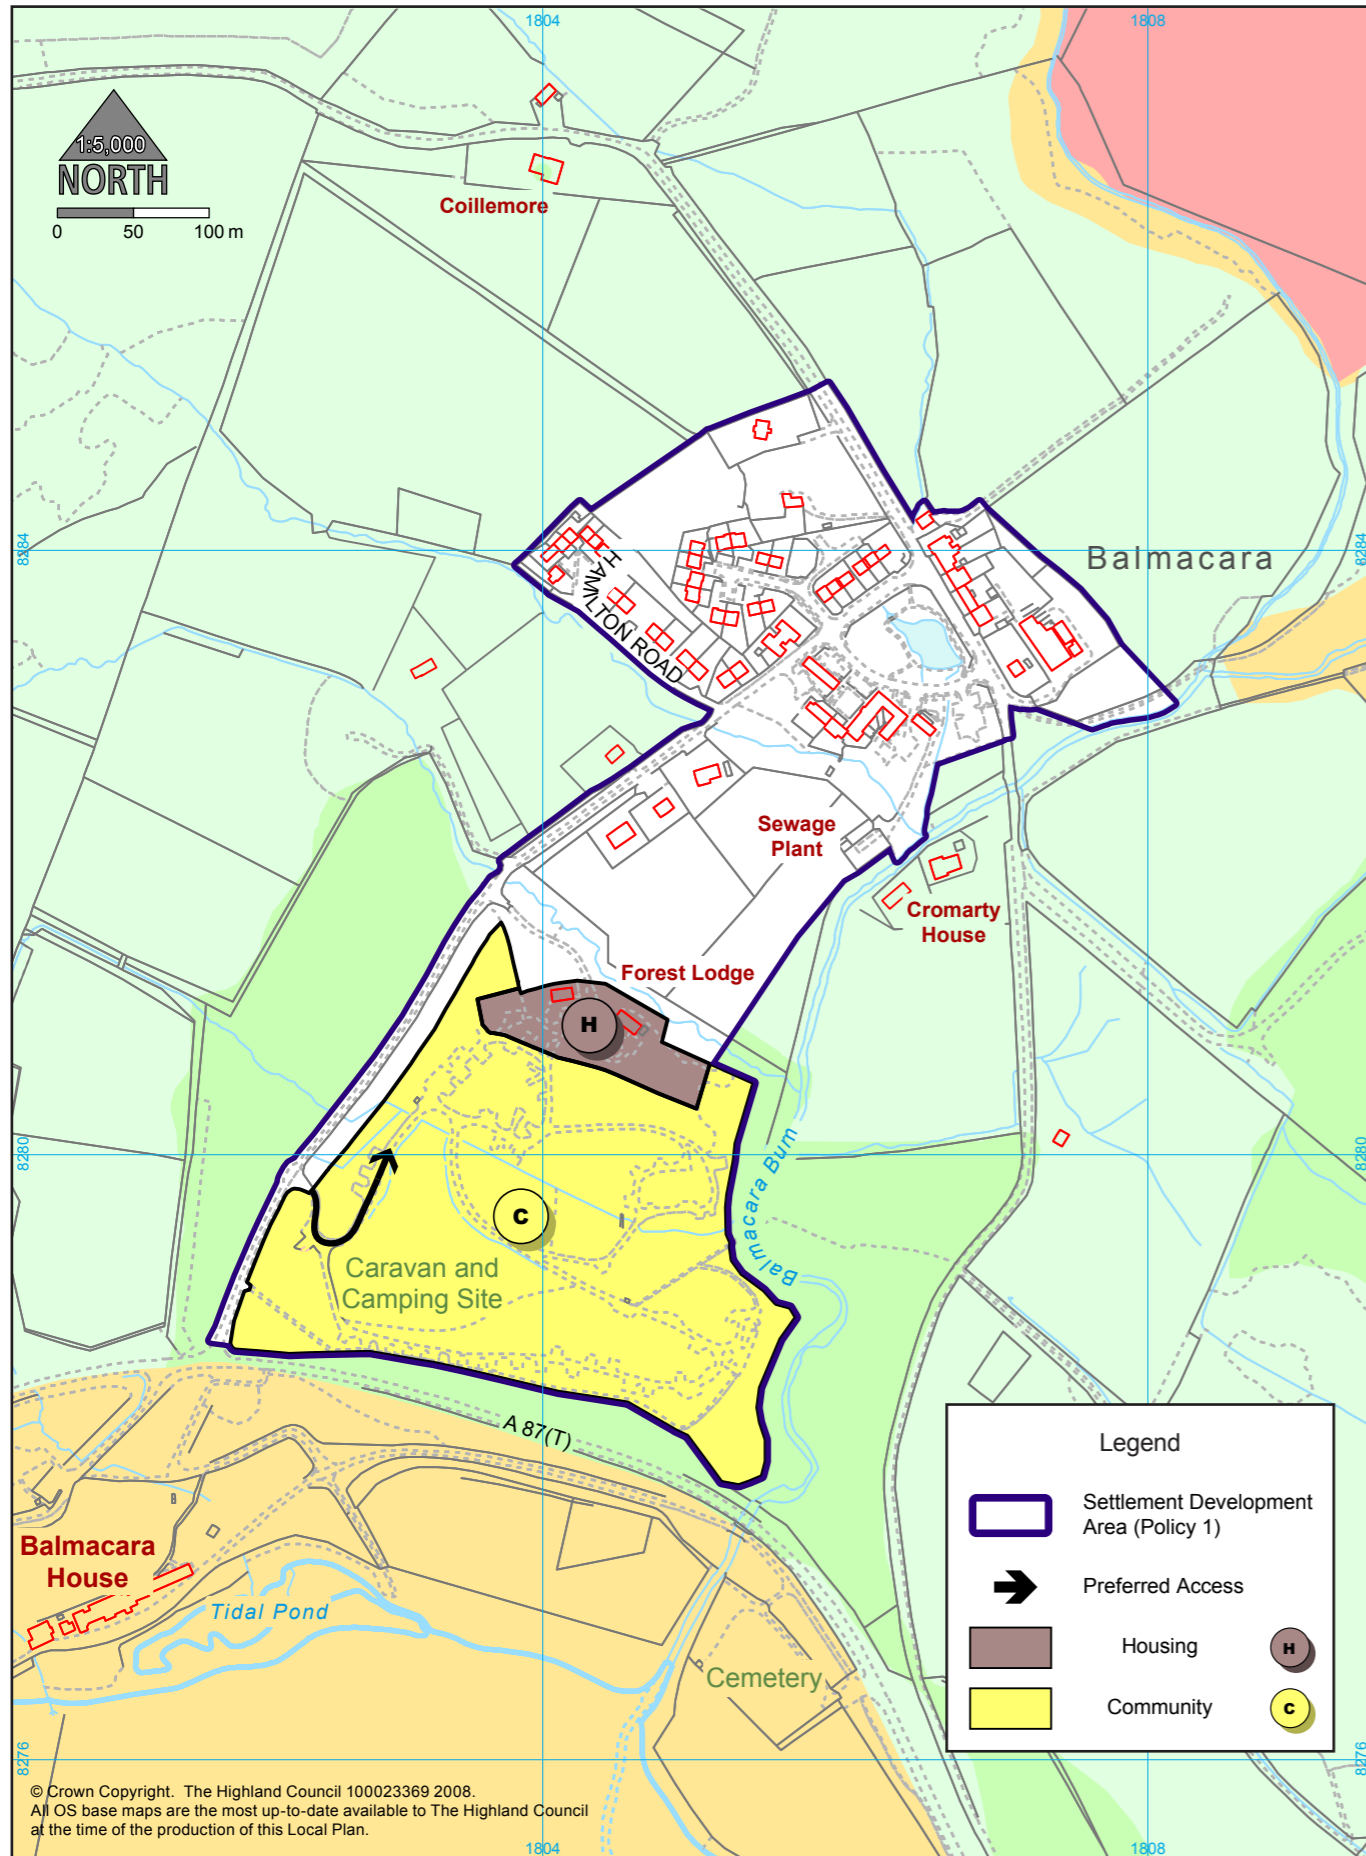 1804
1808
1:5,000
NORTH
0 50 100 m
Coillemore
8284
8284
Balmacara
HAMILTON ROAD
Sewage
Plant
Cromarty
House
Forest Lodge
H
8280
8280
Balmacara Burn
C
Caravan and
Camping Site
A 87(T)
Balmacara
House
Tidal Pond
Cemetery
Legend
Settlement Development
Area (Policy 1)
Preferred Access
Housing
H
Community
C
8276
8276
© Crown Copyright. The Highland Council 100023369 2008.
All OS base maps are the most up-to-date available to The Highland Council
at the time of the production of this Local Plan.
1804
1808